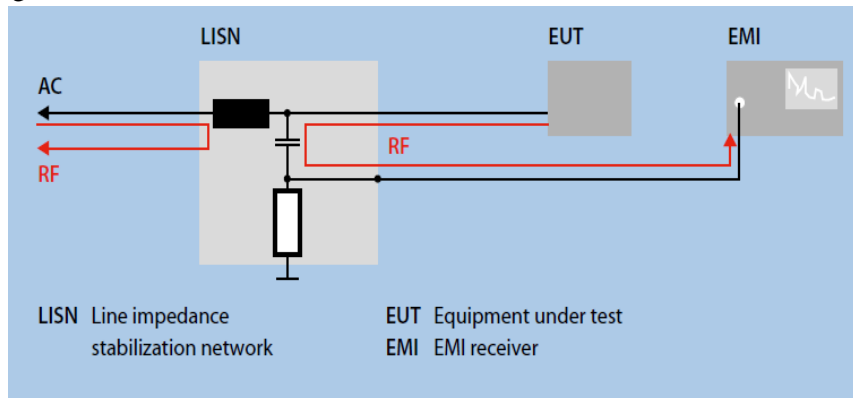 LISN EUT EMI
AC
RF
RF
LISN Line impedance EUT Equipment under test
stabilization network EMI EMI receiver